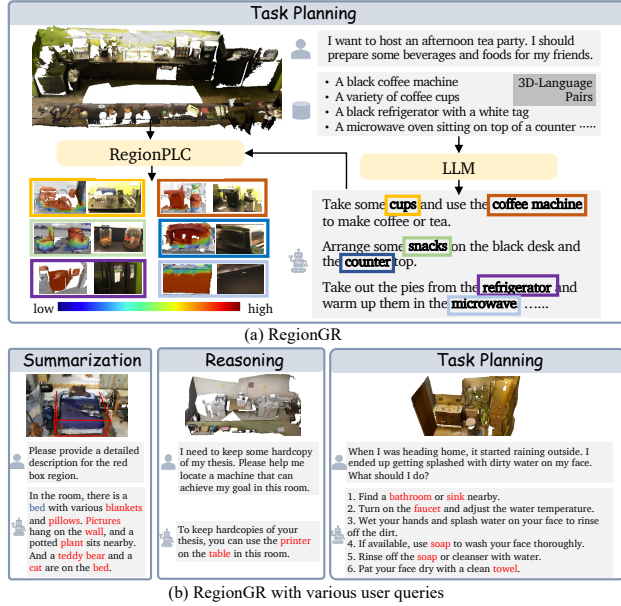 Task Planning
I want to host an afternoon tea party. I should
prepare some beverages and foods for my friends.
• A black coffee machine
• A variety of coffee cups
• A black refrigerator with a white tag
• A microwave oven sitting on top of a counter ·····
3D-Language
Pairs
RegionPLC
LLM
Take some cups and use the coffee machine
to make coffee or tea.
Arrange some snacks on the black desk and
the counter top.
Take out the pies from the refrigerator and
warm up them in the microwave ······
low
high
(a) RegionGR
Summarization
Please provide a detailed
description for the red
box region.
In the room, there is a
bed with various blankets
and pillows. Pictures
hang on the wall, and a
potted plant sits nearby.
And a teddy bear and a
cat are on the bed.
Reasoning
I need to keep some hardcopy
of my thesis. Please help me
locate a machine that can
achieve my goal in this room.
To keep hardcopies of your
thesis, you can use the printer
on the table in this room.
Task Planning
When I was heading home, it started raining outside. I
ended up getting splashed with dirty water on my face.
What should I do?
1. Find a bathroom or sink nearby.
2. Turn on the faucet and adjust the water temperature.
3. Wet your hands and splash water on your face to rinse
off the dirt.
4. If available, use soap to wash your face thoroughly.
5. Rinse off the soap or cleanser with water.
6. Pat your face dry with a clean towel.
(b) RegionGR with various user queries